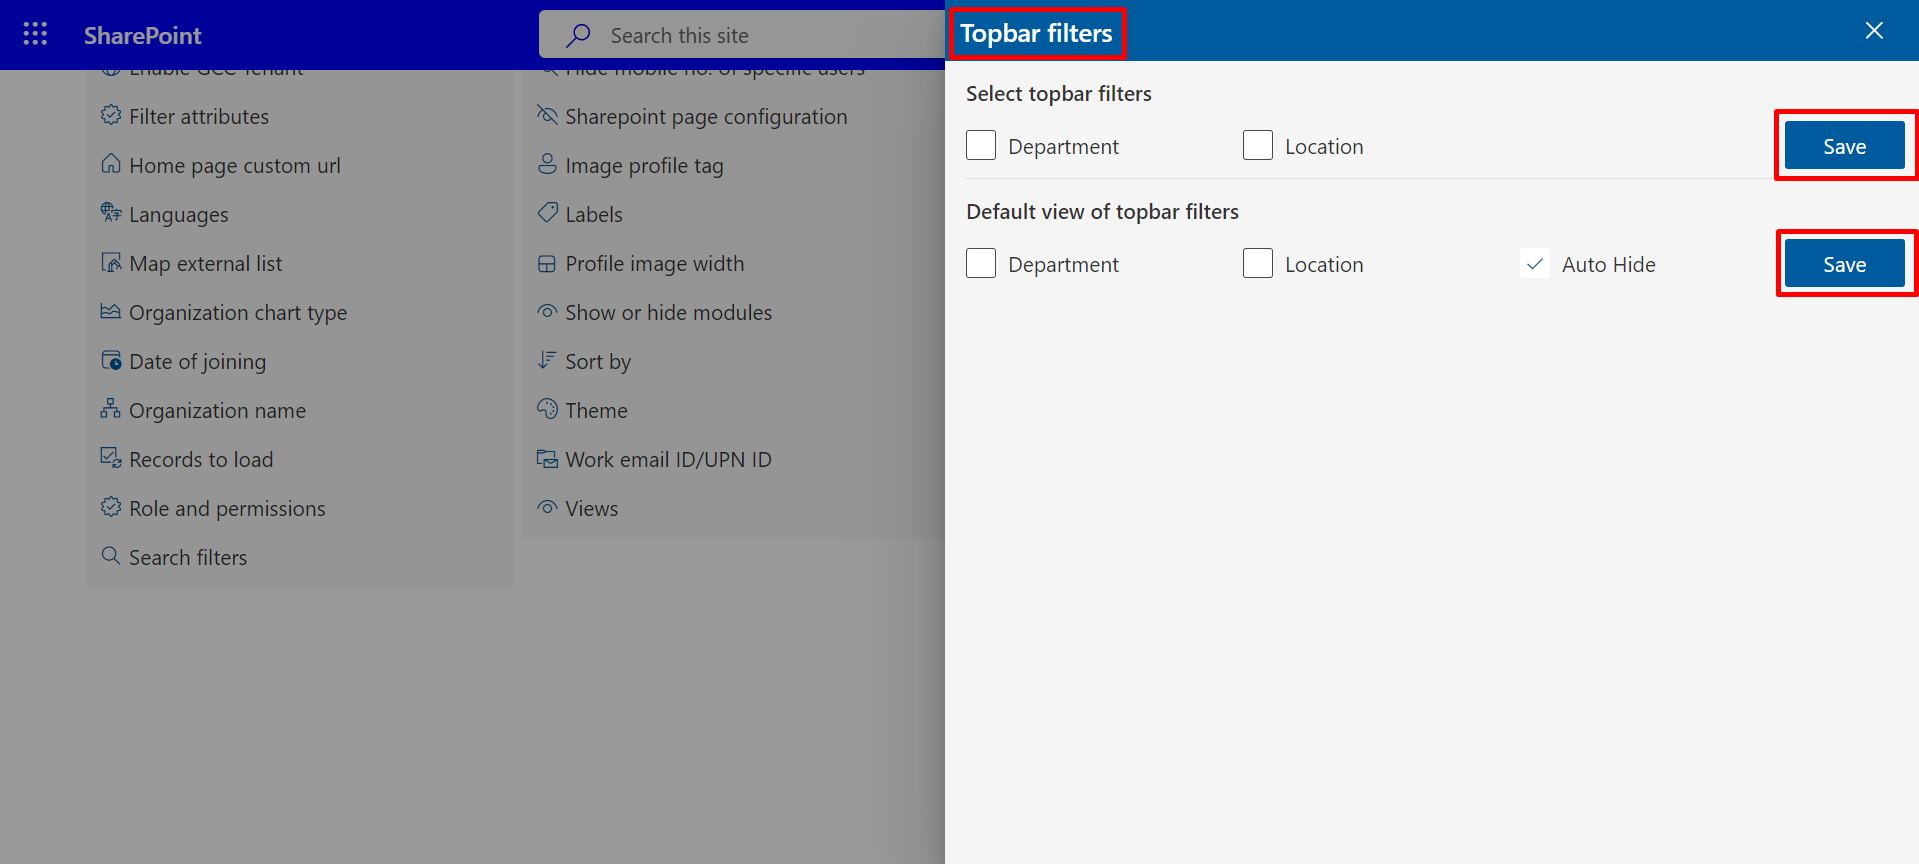 SharePoint
Search this site
Enable GCC Tenant
Filter attributes
Home page custom url
Languages
Map external list
Organization chart type
Date of joining
Organization name
Records to load
Role and permissions
Search filters
Hide mobile no. of specific users
Sharepoint page configuration
Image profile tag
Labels
Profile image width
Show or hide modules
Sort by
Theme
Work email ID/UPN ID
Views
Topbar filters
Select topbar filters
Department Location Save
Default view of topbar filters
Department Location Auto Hide Save